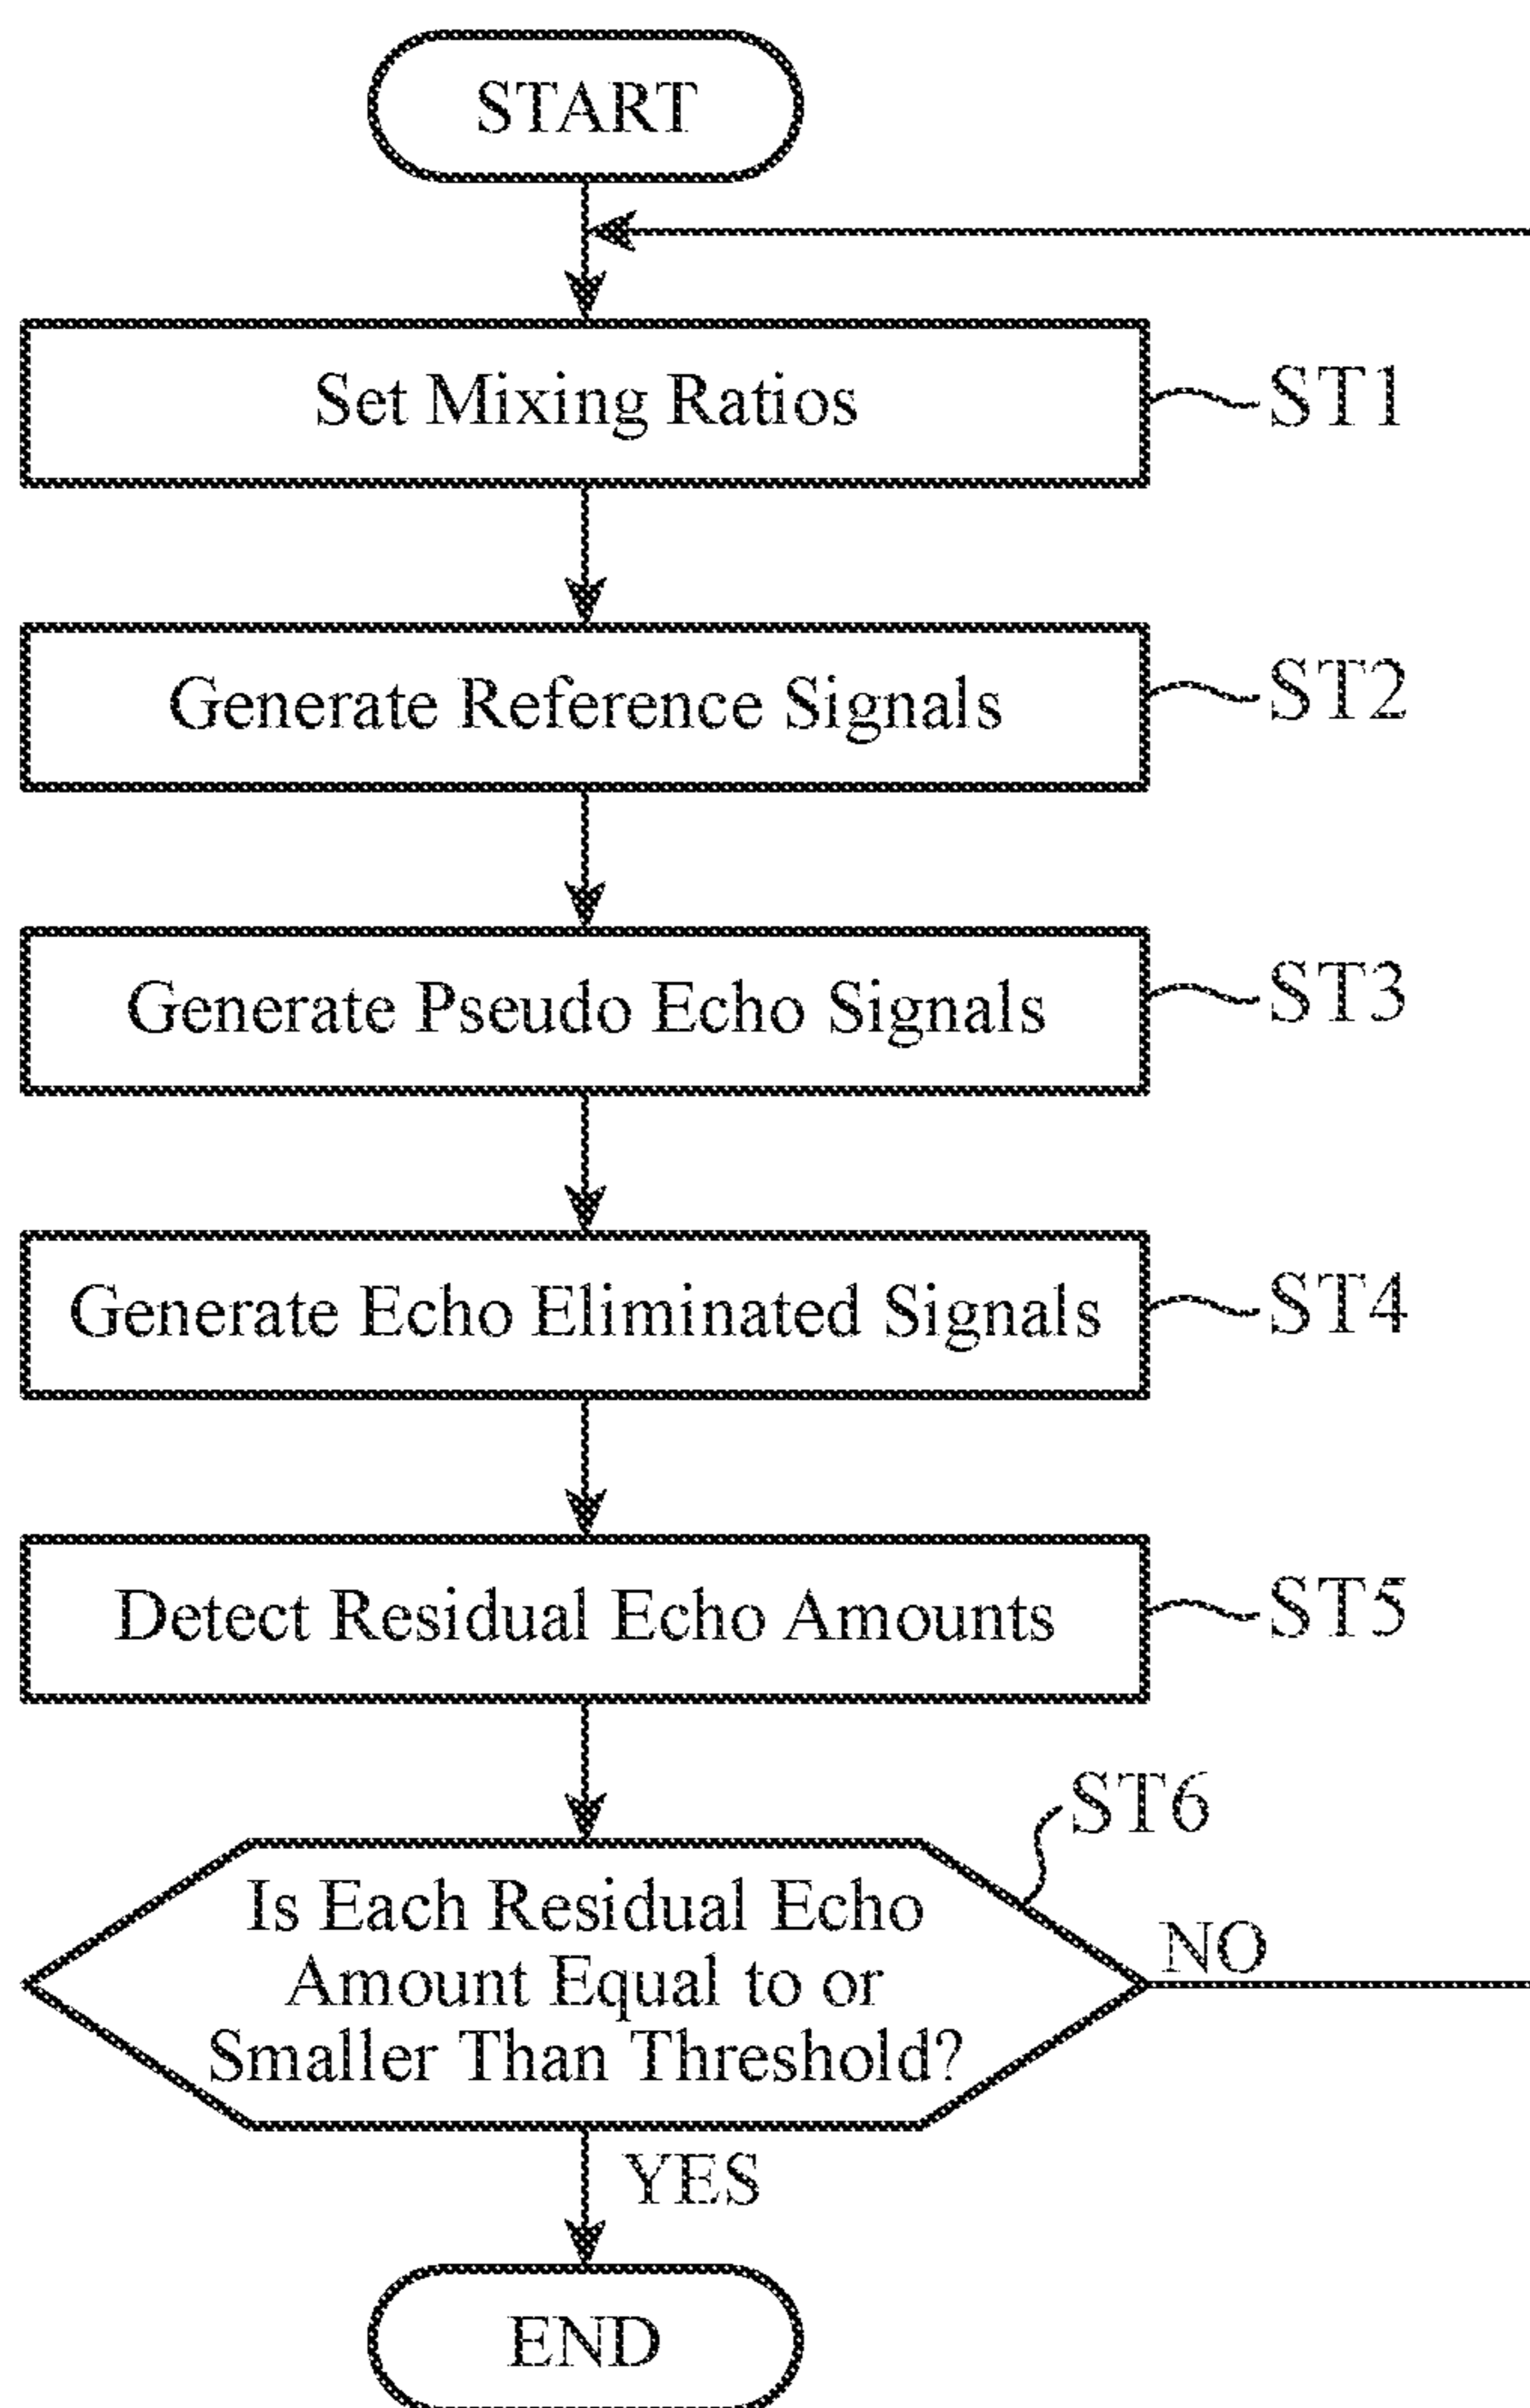 START
Set Mixing Ratios
ST1
Generate Reference Signals
ST2
Generate Pseudo Echo Signals
ST3
Generate Echo Eliminated Signals
ST4
Detect Residual Echo Amounts
ST5
ST6
Is Each Residual Echo
Amount Equal to or
Smaller Than Threshold?
NO
YES
END